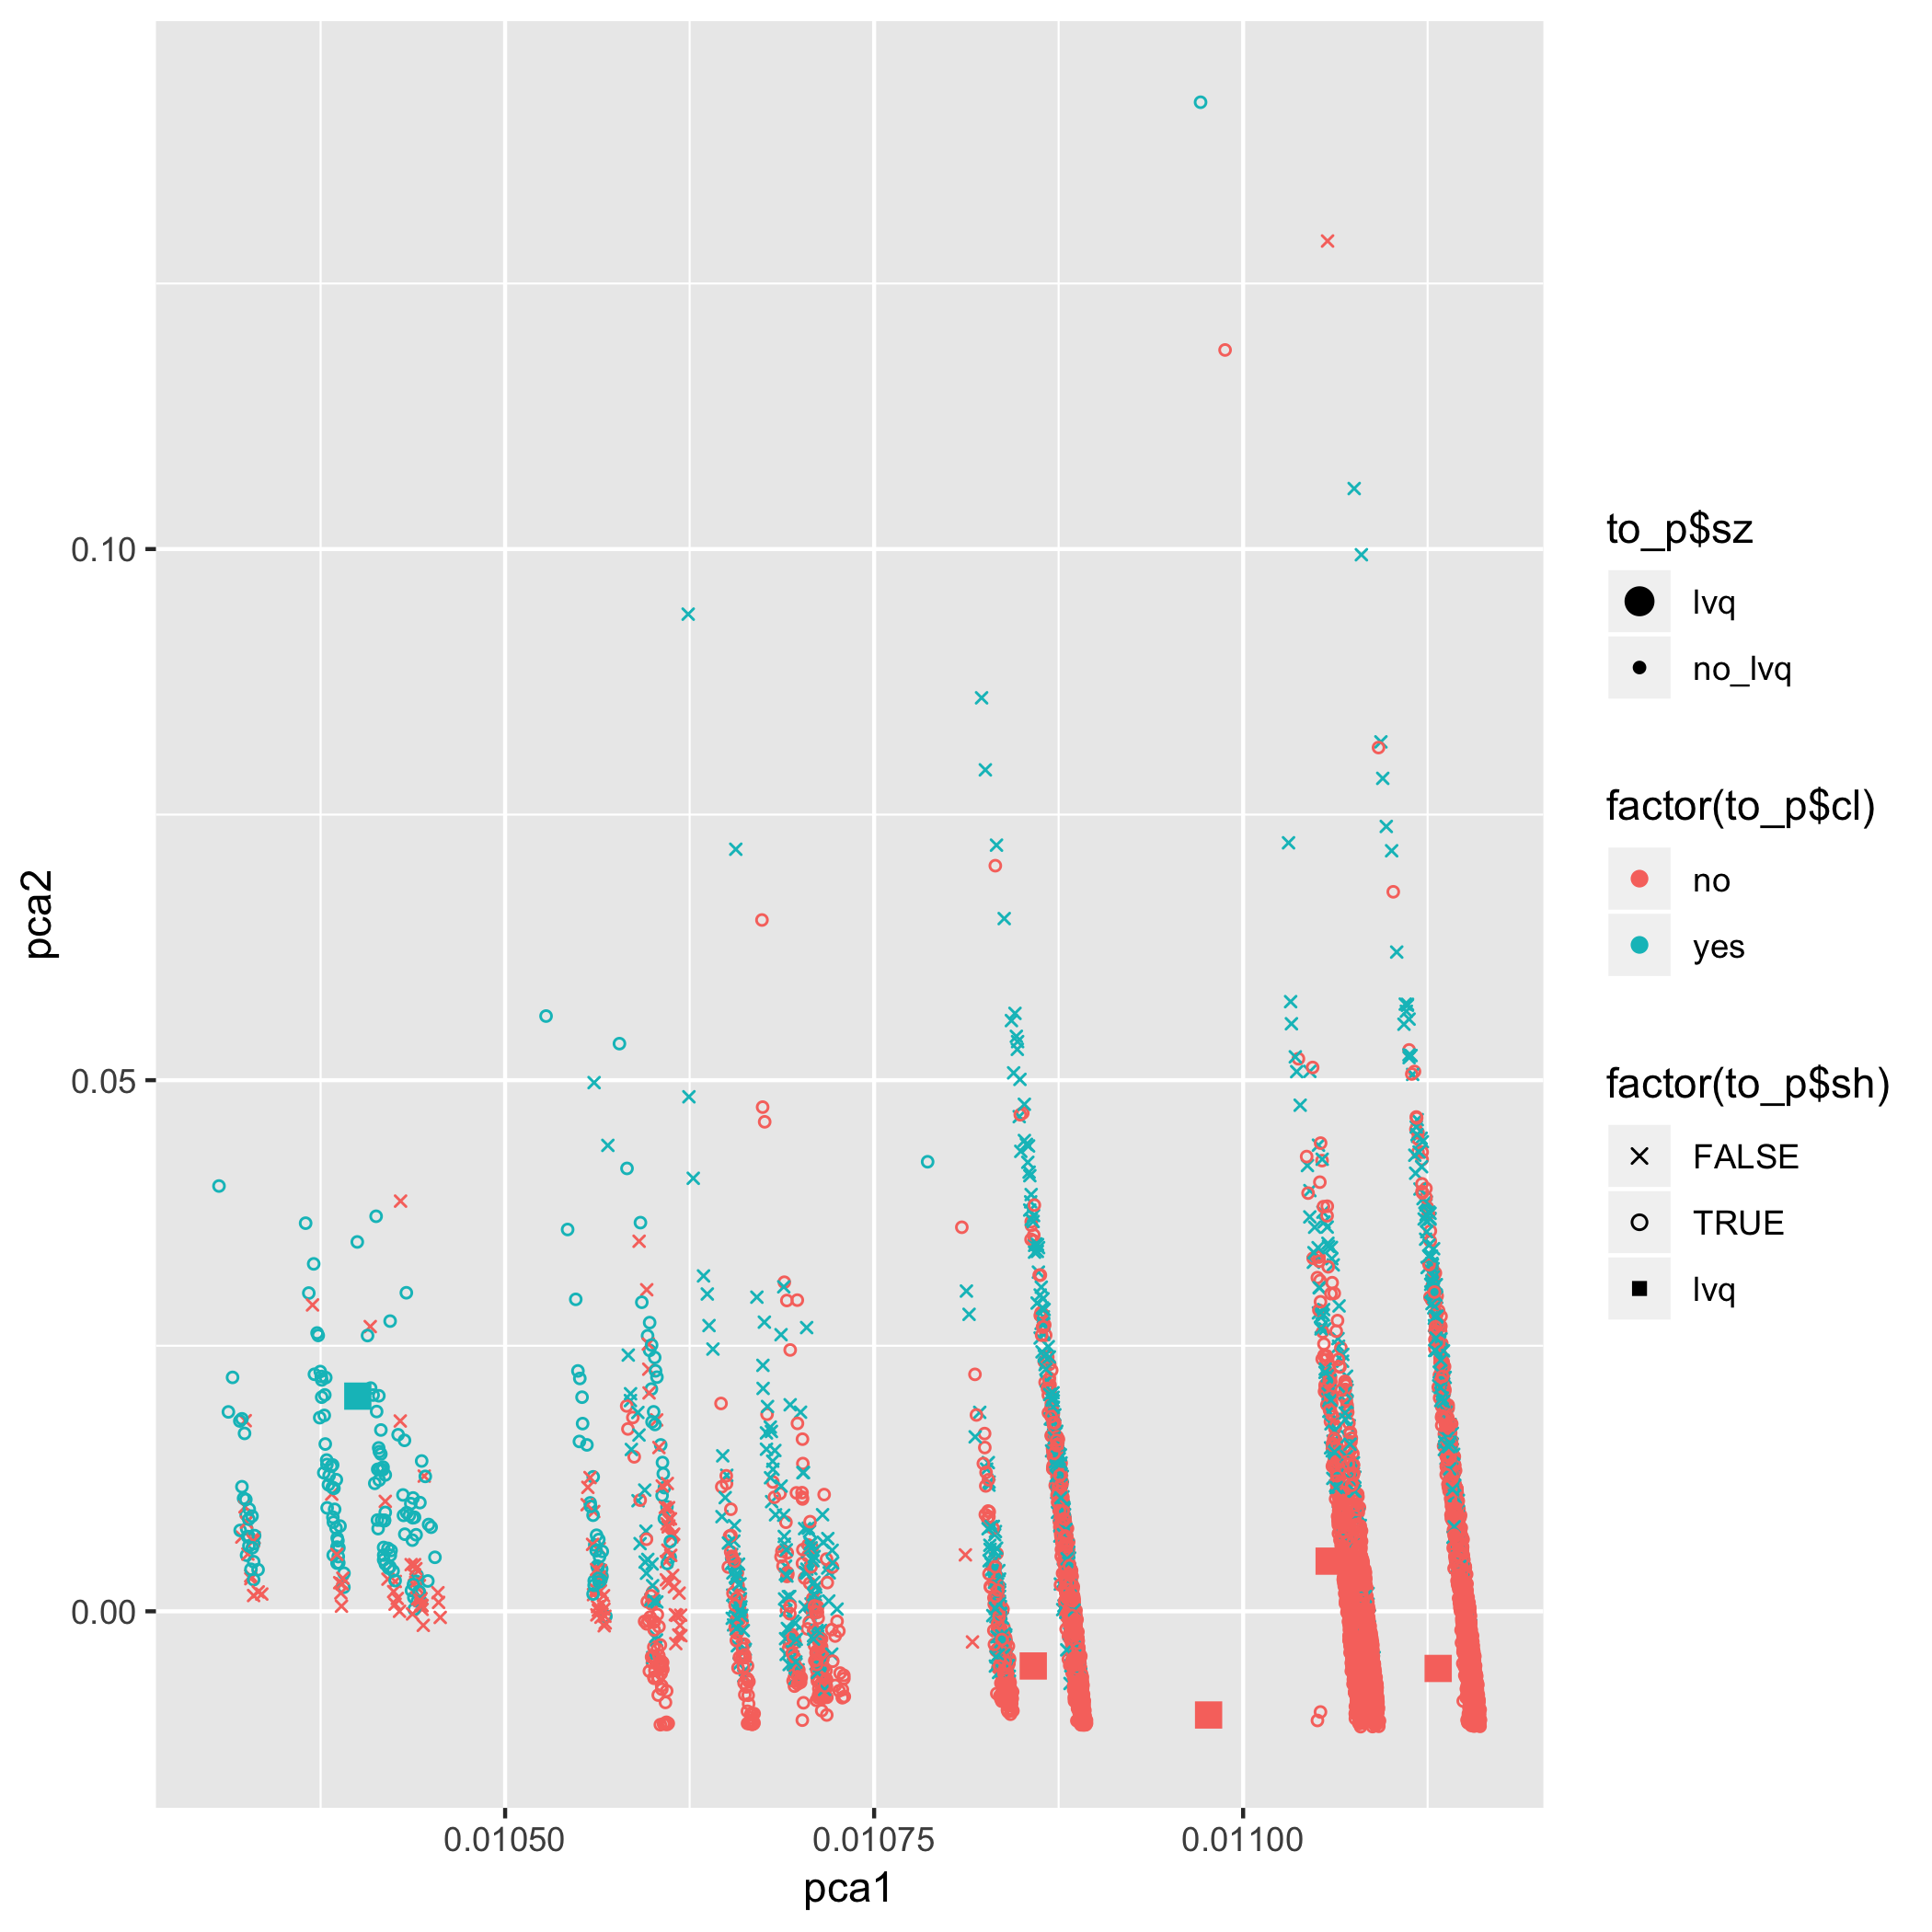 pca2
0.10
0.05
0.00
0.01050
0.01075
0.01100
pca1
to_p$sz
lvq
no_lvq
factor(to_p$cl)
no
yes
factor(to_p$sh)
FALSE
TRUE
lvq